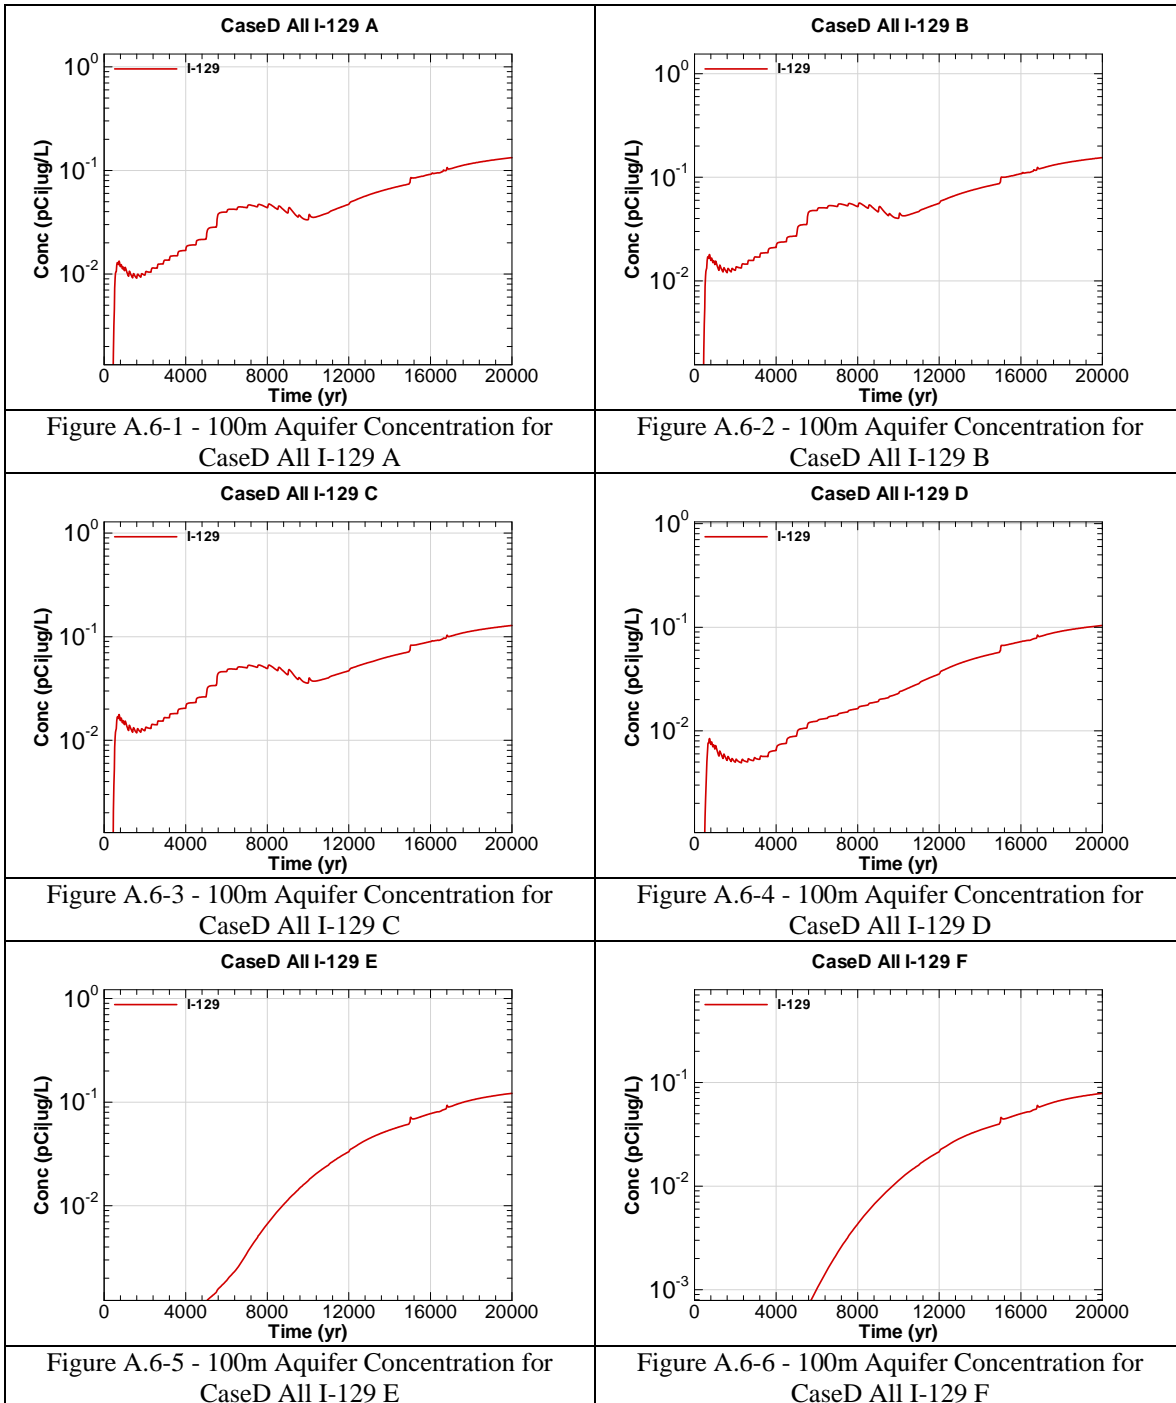 CaseD All I-129 A
I-129
Conc (pCi|ug/L)
10^0
10^-1
10^-2
0 4000 8000 12000 16000 20000
Time (yr)
Figure A.6-1 - 100m Aquifer Concentration for
CaseD All I-129 A
CaseD All I-129 B
I-129
Conc (pCi|ug/L)
10^0
10^-1
10^-2
0 4000 8000 12000 16000 20000
Time (yr)
Figure A.6-2 - 100m Aquifer Concentration for
CaseD All I-129 B
CaseD All I-129 C
I-129
Conc (pCi|ug/L)
10^0
10^-1
10^-2
0 4000 8000 12000 16000 20000
Time (yr)
Figure A.6-3 - 100m Aquifer Concentration for
CaseD All I-129 C
CaseD All I-129 D
I-129
Conc (pCi|ug/L)
10^0
10^-1
10^-2
0 4000 8000 12000 16000 20000
Time (yr)
Figure A.6-4 - 100m Aquifer Concentration for
CaseD All I-129 D
CaseD All I-129 E
I-129
Conc (pCi|ug/L)
10^0
10^-1
10^-2
0 4000 8000 12000 16000 20000
Time (yr)
Figure A.6-5 - 100m Aquifer Concentration for
CaseD All I-129 E
CaseD All I-129 F
I-129
Conc (pCi|ug/L)
10^-1
10^-2
10^-3
0 4000 8000 12000 16000 20000
Time (yr)
Figure A.6-6 - 100m Aquifer Concentration for
CaseD All I-129 F